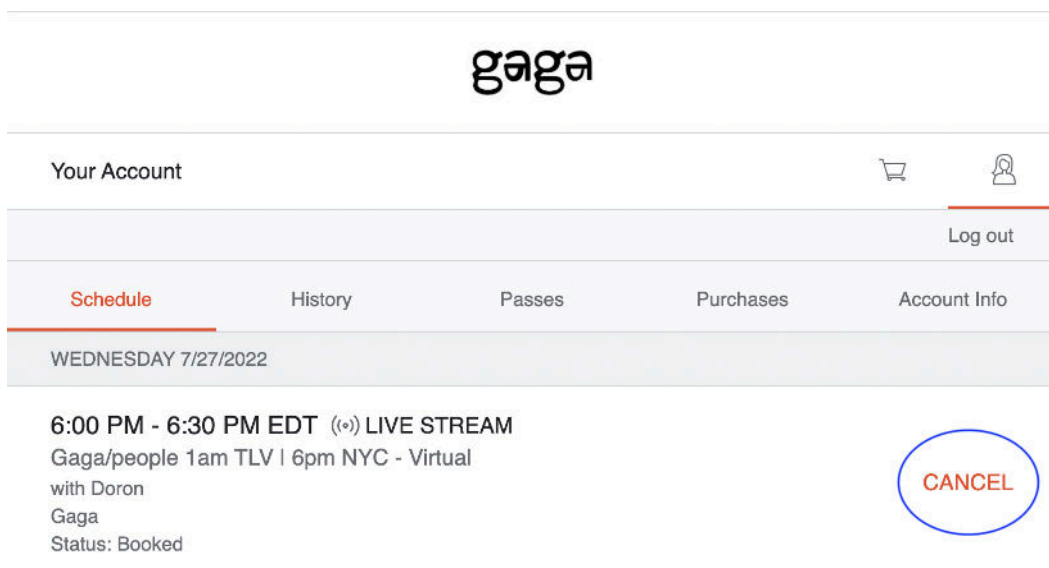 gaga
Your Account
Log out
Schedule History Passes Purchases Account Info
WEDNESDAY 7/27/2022
6:00 PM - 6:30 PM EDT LIVE STREAM
Gaga/people 1am TLV | 6pm NYC - Virtual
with Doron
CANCEL
Gaga
Status: Booked